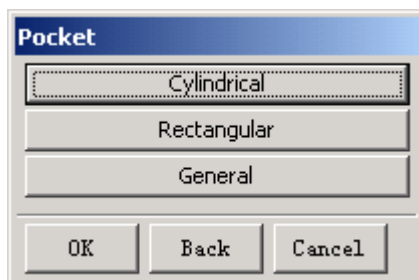 Pocket
Cylindrical
Rectangular
General
OK Back Cancel